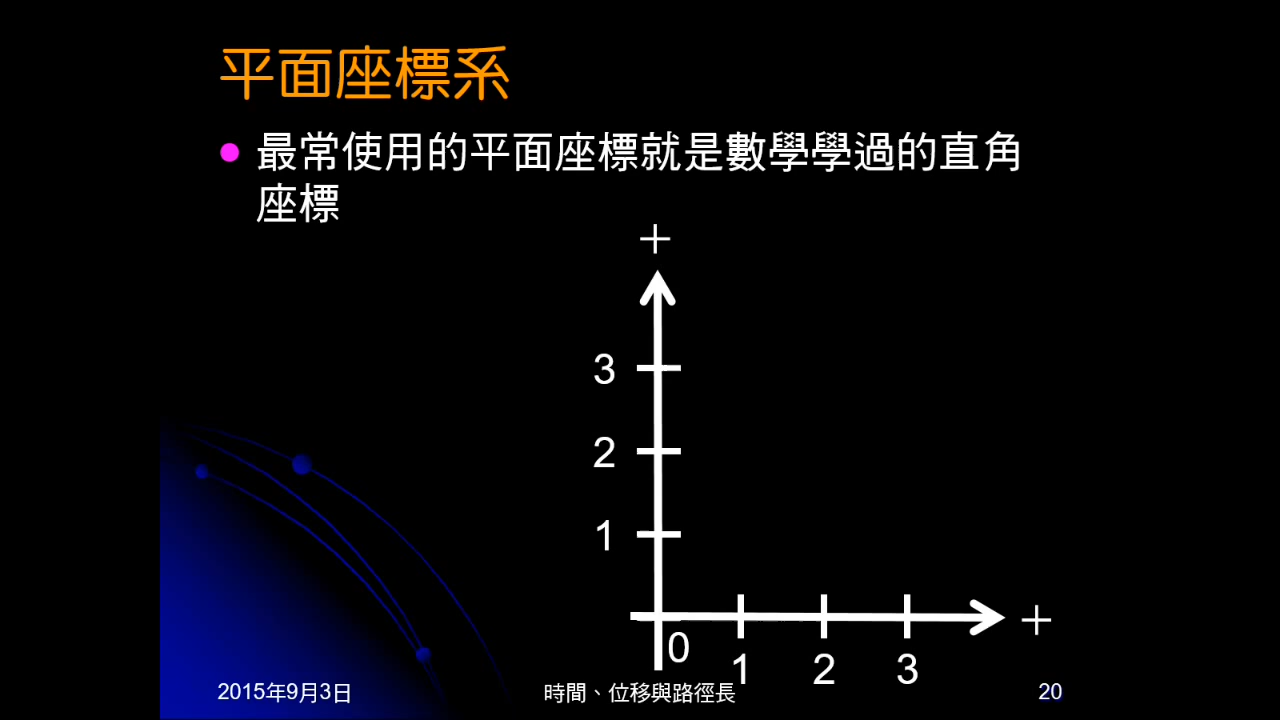 平面座標系
最常使用的平面座標就是數學學過的直角
座標
+
3
2
1
0
1 2 3
+
2015年9月3日
時間、位移與路徑長
20